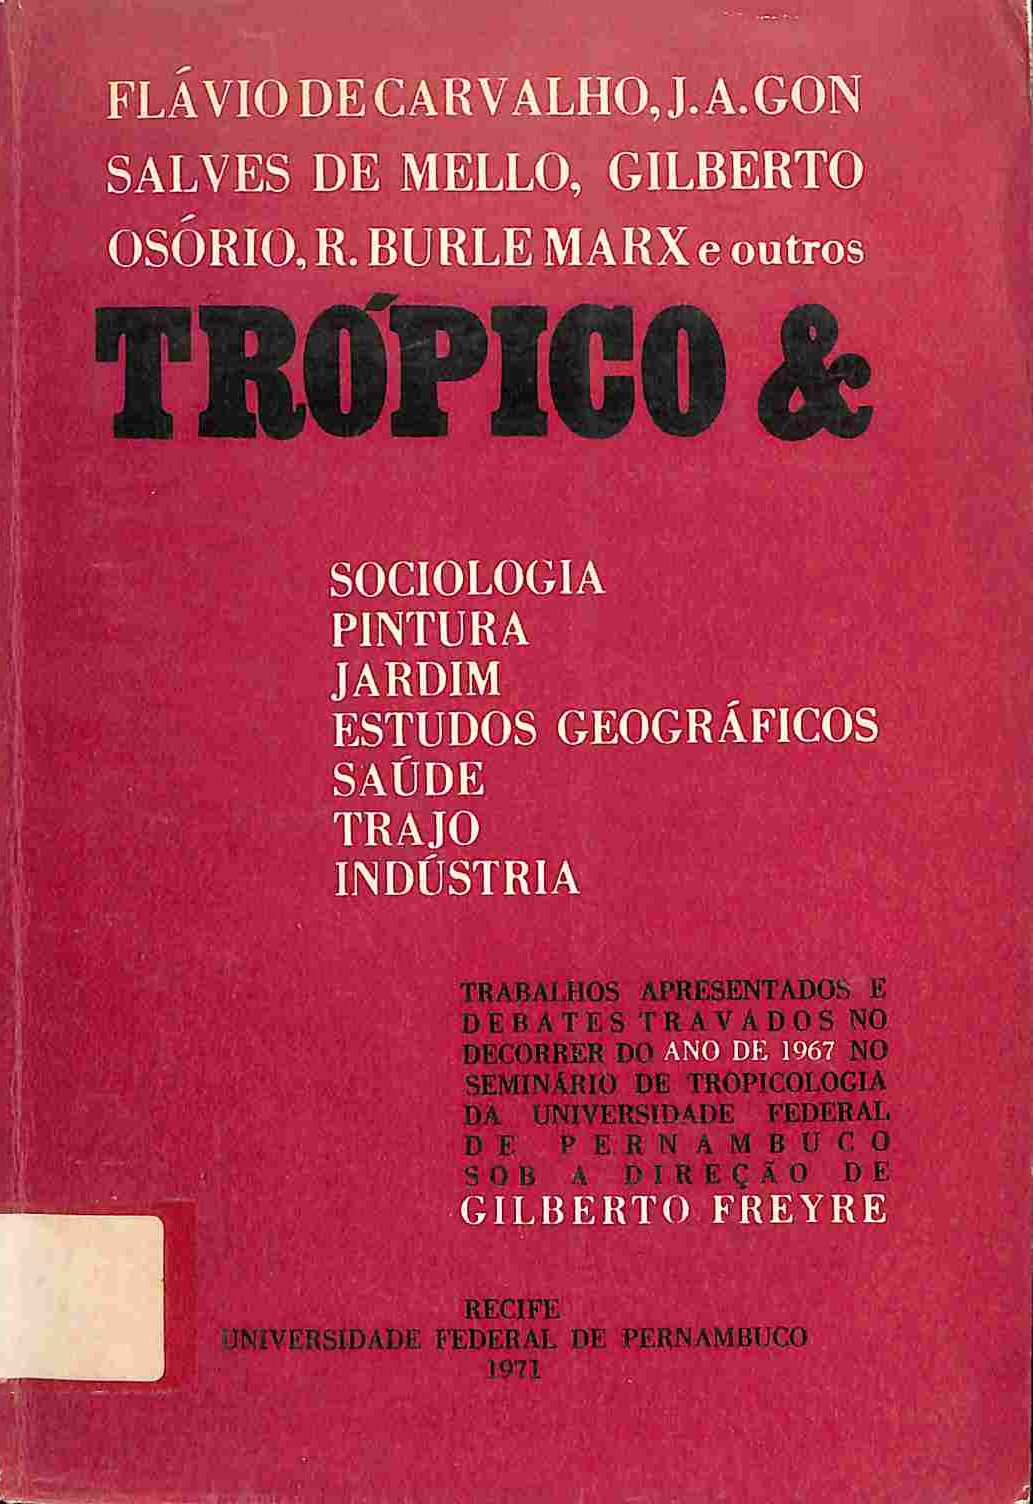 FLÁVIO DE CARVALHO, J. A. GON
SALVES DE MELLO, GILBERTO
OSÓRIO, R. BURLE MARX e outros
TRÓPICO &
SOCIOLOGIA
PINTURA
JARDIM
ESTUDOS GEOGRÁFICOS
SAÚDE
TRAJO
INDÚSTRIA
TRABALHOS APRESENTADOS E
DEBATES TRAVADOS NO
DECORRER DO ANO DE 1967 NO
SEMINÁRIO DE TROPICOLOGIA
DA UNIVERSIDADE FEDERAL
DE PERNAMBUCO
SOB A DIREÇÃO DE
GILBERTO FREYRE
RECIFE
UNIVERSIDADE FEDERAL DE PERNAMBUCO
1971